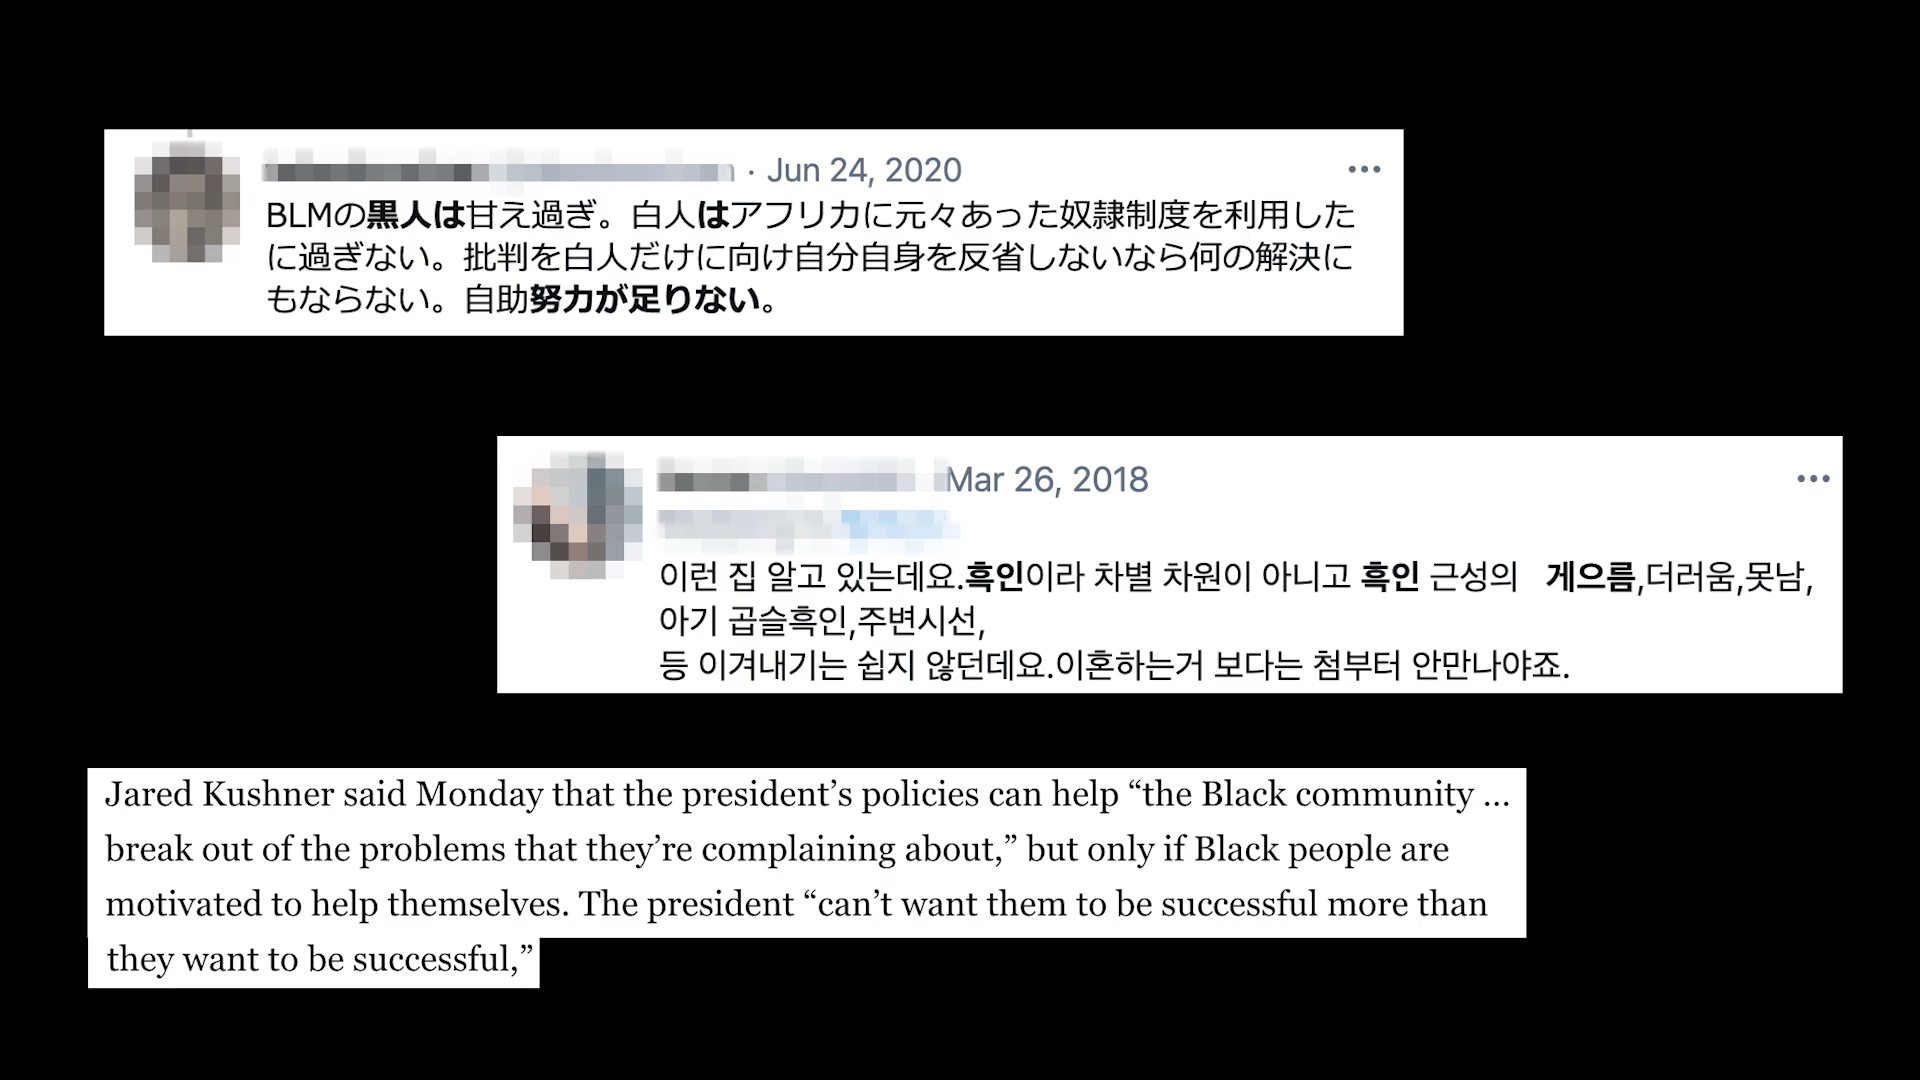 · Jun 24, 2020
BLMの黒人は甘え過ぎ。白人はアフリカに元々あった奴隷制度を利用した
に過ぎない。批判を白人だけに向け自分自身を反省しないなら何の解決に
もならない。自助努力が足りない。
Mar 26, 2018
이런 집 알고 있는데요.흑인이라 차별 차원이 아니고 흑인 근성의 게으름,더러움,못남,
아기 곱슬흑인,주변시선,
등 이겨내기는 쉽지 않던데요.이혼하는거 보다는 첨부터 안만나야죠.
Jared Kushner said Monday that the president’s policies can help “the Black community ...
break out of the problems that they’re complaining about,” but only if Black people are
motivated to help themselves. The president “can’t want them to be successful more than
they want to be successful,”